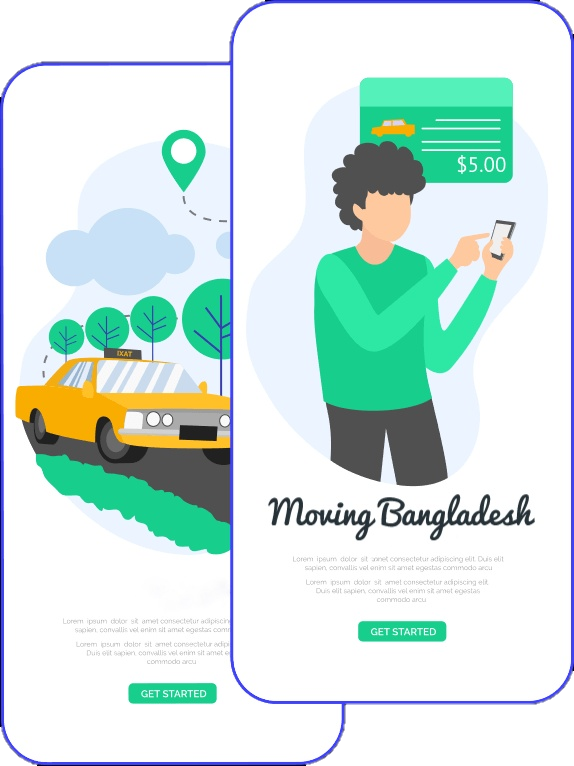 IXAT
Lorem ipsum dolor sit amet consectetur adipiscing
sapien, convallis vel enim sit amet egestas
Lorem ipsum dolor sit amet consectetur
Duis elit sapien, convallis vel enim sit amet
commodo arcu
GET STARTED
$5.00
Moving Bangladesh
Lorem ipsum dolor sit amet consectetur adipiscing elit. Duis elit
sapien, convallis vel enim sit amet egestas commodo arcu
Lorem ipsum dolor sit amet consectetur adipiscing elit
Duis elit sapien, convallis vel enim sit amet egestas
commodo arcu
GET STARTED